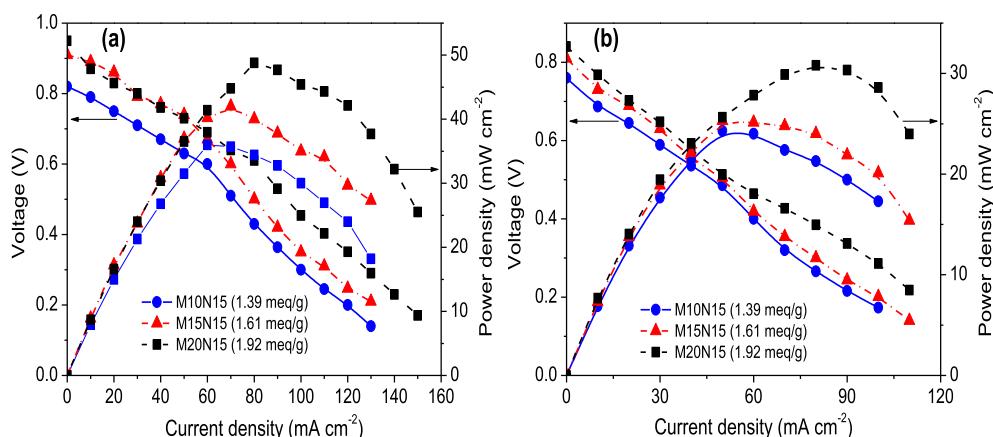 (a)
Voltage (V)
1.0
0.8
0.6
0.4
0.2
0.0
M10N15 (1.39 meq/g)
M15N15 (1.61 meq/g)
M20N15 (1.92 meq/g)
0 20 40 60 80 100 120 140 160
Current density (mA cm⁻²)
50
40
30
20
10
0
Power density (mW cm⁻²)
(b)
Voltage (V)
0.8
0.6
0.4
0.2
0.0
M10N15 (1.39 meq/g)
M15N15 (1.61 meq/g)
M20N15 (1.92 meq/g)
0 30 60 90 120
Current density (mA cm⁻²)
30
20
10
0
Power density (mW cm⁻²)